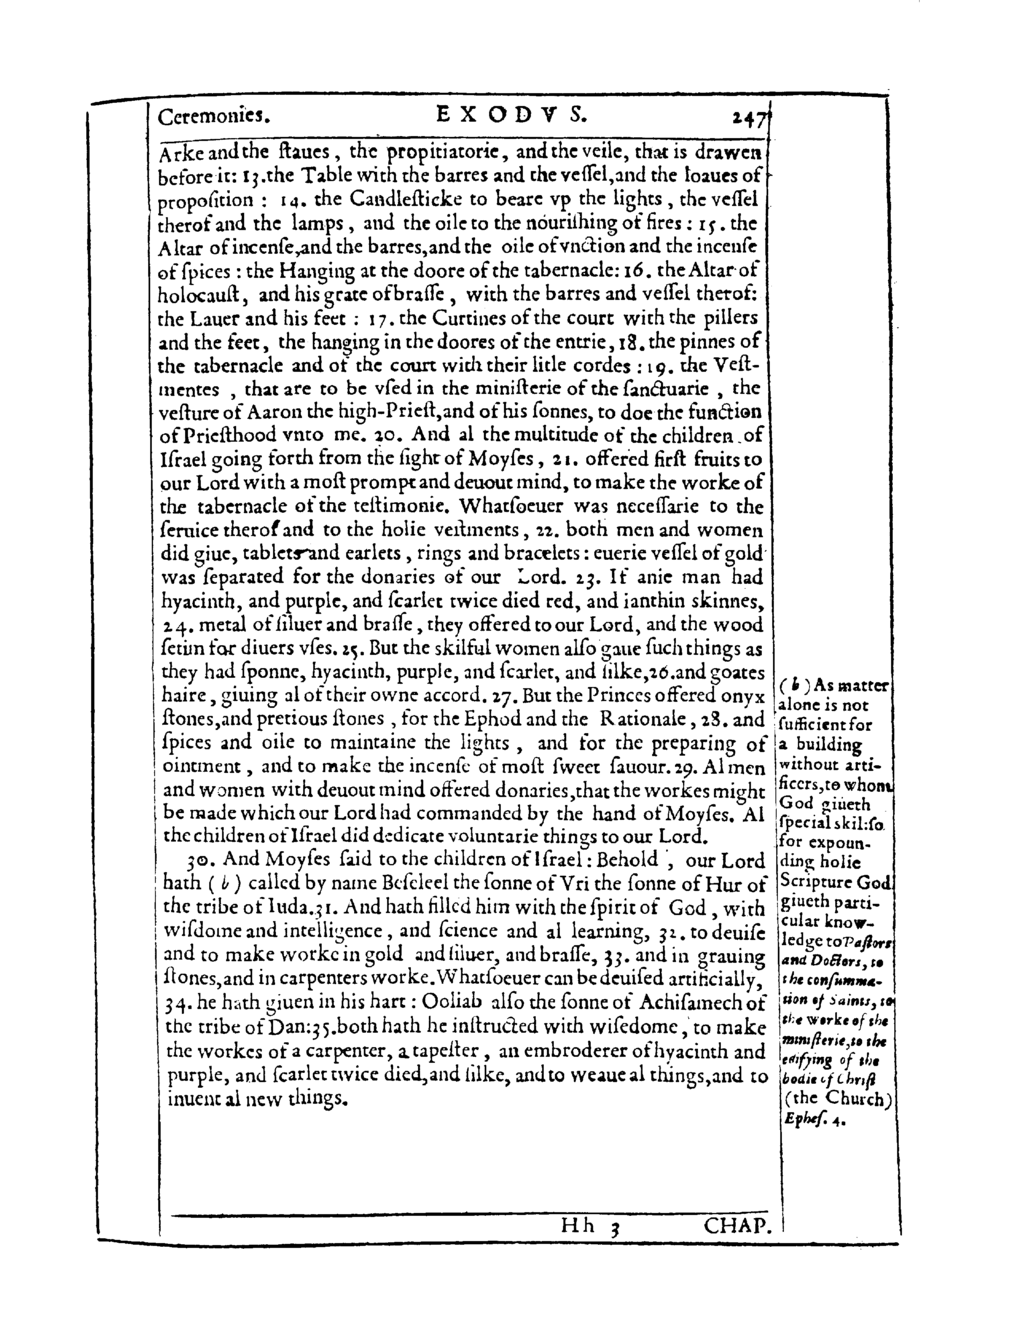 Ceremonies. EXODVS. 247
Arke and the ſtaues, the propitiatorie, and the veile, that is drawen
before it: 13.the Table with the barres and the veſſel,and the loaues of
propoſition : 14. the Candleſticke to beare vp the lights, the veſſel
therof and the lamps, and the oile to the nouriſhing of fires: 15. the
Altar of incenſe,and the barres,and the oile of vnction and the incenſe
of ſpices : the Hanging at the doore of the tabernacle: 16. the Altar of
holocauſt, and his grate of braſſe, with the barres and veſſel therof:
the Lauer and his feet : 17. the Curtines of the court with the pillers
and the feet, the hanging in the doores of the entrie, 18. the pinnes of
the tabernacle and of the court with their litle cordes : 19. the Veſt-
mentes , that are to be vſed in the miniſterie of the ſanctuarie , the
veſture of Aaron the high-Prieſt,and of his ſonnes, to doe the function
of Prieſthood vnto me. 20. And al the multitude of the children of
Iſrael going forth from the ſight of Moyſes, 21. offered firſt fruits to
our Lord with a moſt prompt and deuout mind, to make the worke of
the tabernacle of the teſtimonie. Whatſoeuer was neceſſarie to the
ſeruice therof and to the holie veſtments, 22. both men and women
did giue, tablets and earlets, rings and bracelets: euerie veſſel of gold
was ſeparated for the donaries of our Lord. 23. If anie man had
hyacinth, and purple, and ſcarlet twice died red, and ianthin skinnes,
24. metal of ſiluer and braſſe, they offered to our Lord, and the wood
ſetim for diuers vſes. 25. But the skilful women alſo gaue ſuch things as
they had ſponne, hyacinth, purple, and ſcarlet, and ſilke,26.and goates
haire, giuing al of their owne accord. 27. But the Princes offered onyx
ſtones,and pretious ſtones , for the Ephod and the Rationale, 28. and
ſpices and oile to maintaine the lights, and for the preparing of
ointment, and to make the incenſe of moſt ſweet ſauour. 29. Al men
and women with deuout mind offered donaries,that the workes might
be made which our Lord had commanded by the hand of Moyſes. Al
the children of Iſrael did dedicate voluntarie things to our Lord.
30. And Moyſes ſaid to the children of Iſrael : Behold , our Lord
hath ( b ) called by name Beſeleel the ſonne of Vri the ſonne of Hur of
the tribe of Iuda.31. And hath filled him with the ſpirit of God, with
wiſdome and intelligence, and ſcience and al learning, 32. to deuiſe
and to make worke in gold and ſiluer, and braſſe, 33. and in grauing
ſtones,and in carpenters worke.Whatſoeuer can be deuiſed artificially,
34. he hath giuen in his hart : Ooliab alſo the ſonne of Achiſamech of
the tribe of Dan:35.both hath he inſtructed with wiſedome, to make
the workes of a carpenter, a tapeſter, an embroderer of hyacinth and
purple, and ſcarlet twice died,and ſilke, and to weaue al things,and to
inuent al new things.
( b ) As matter
alone is not
ſufficient for
a building
without arti-
ficers,to whom
God giueth
ſpecial skil:ſo
for expoun-
ding holie
Scripture God
giueth parti-
cular know-
ledge to Paſtors
and Doctors, to
the conſumma-
tion of Saints, to
the worke of the
miniſterie,to the
edifying of the
bodie of Chriſt
(the Church)
Epheſ. 4.
Hh 3 CHAP.